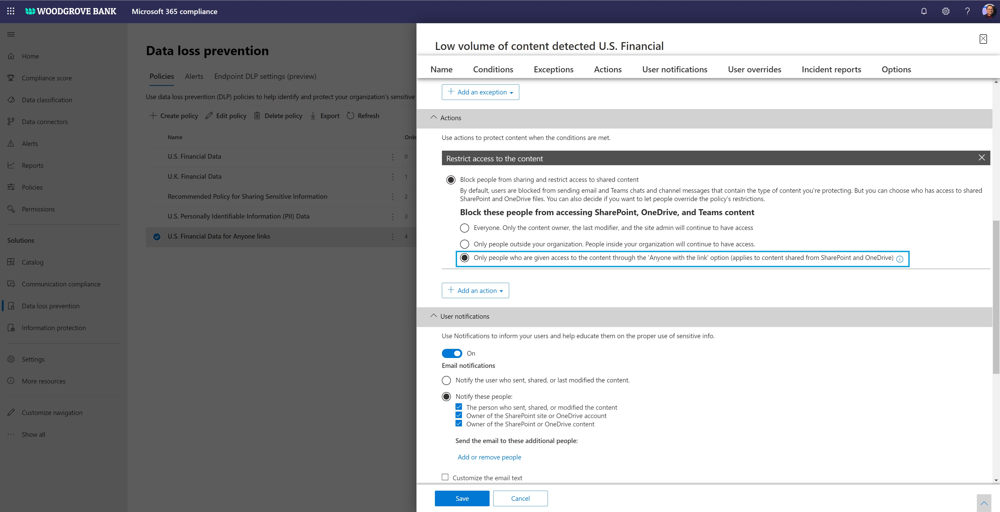 WOODGROVE BANK
Microsoft 365 compliance
Home
Compliance score
Data classification
Data connectors
Alerts
Reports
Policies
Permissions
Solutions
Catalog
Communication compliance
Data loss prevention
Information protection
Settings
More resources
Customize navigation
Show all
Data loss prevention
Policies Alerts Endpoint DLP settings (preview)
Use data loss prevention (DLP) policies to help identify and protect your organization's sensitive
Create policy Edit policy Delete policy Export Refresh
Name Orde
U.S. Financial Data 0
U.K. Financial Data 1
Recommended Policy for Sharing Sensitive Information 2
U.S. Personally Identifiable Information (PII) Data 3
U.S. Financial Data for Anyone links 4
Low volume of content detected U.S. Financial
Name Conditions Exceptions Actions User notifications User overrides Incident reports Options
Add an exception
Actions
Use actions to protect content when the conditions are met.
Restrict access to the content
Block people from sharing and restrict access to shared content
By default, users are blocked from sending email and Teams chats and channel messages that contain the type of content you're protecting. But you can choose who has access to shared
SharePoint and OneDrive files. You can also decide if you want to let people override the policy's restrictions.
Block these people from accessing SharePoint, OneDrive, and Teams content
Everyone. Only the content owner, the last modifier, and the site admin will continue to have access
Only people outside your organization. People inside your organization will continue to have access.
Only people who are given access to the content through the 'Anyone with the link' option (applies to content shared from SharePoint and OneDrive)
Add an action
User notifications
Use Notifications to inform your users and help educate them on the proper use of sensitive info.
On
Email notifications
Notify the user who sent, shared, or last modified the content.
Notify these people:
The person who sent, shared, or modified the content
Owner of the SharePoint site or OneDrive account
Owner of the SharePoint or OneDrive content
Send the email to these additional people:
Add or remove people
Customize the email text
Save Cancel